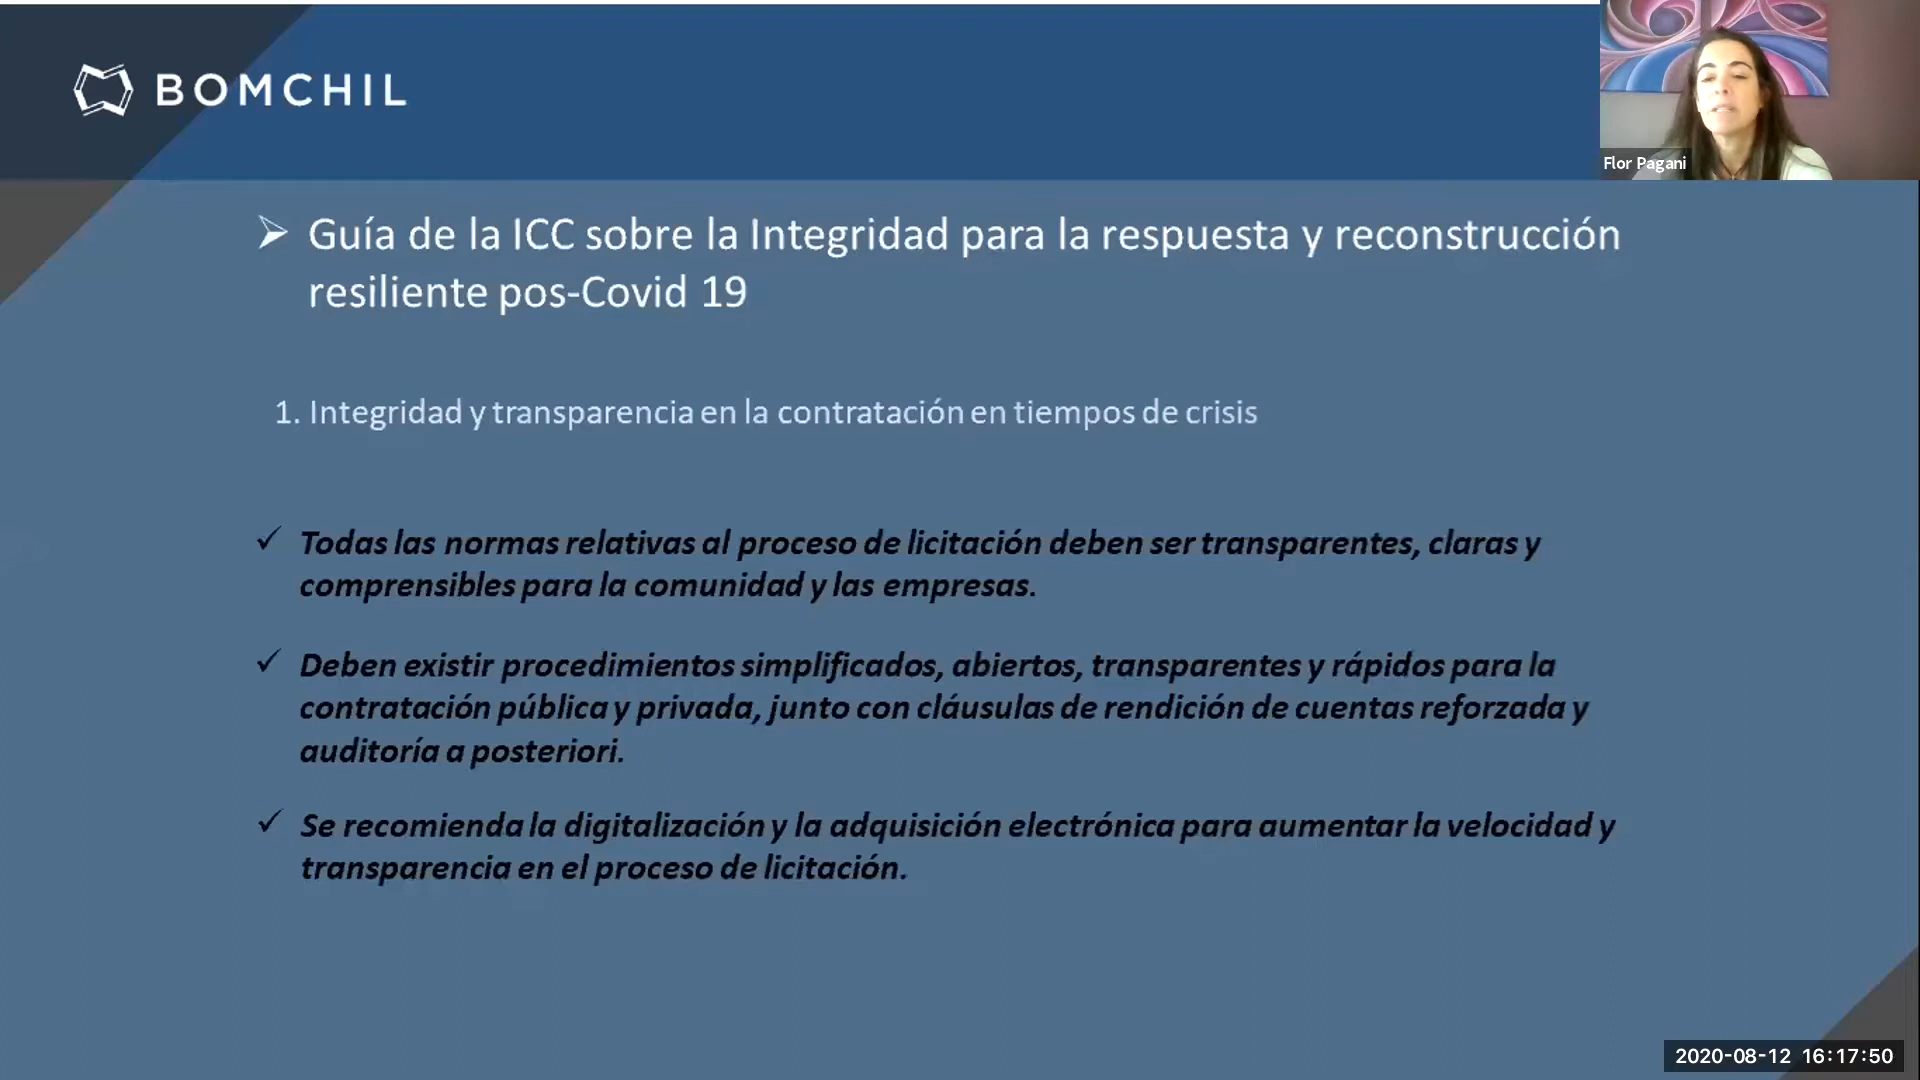 BOMCHIL
Flor Pagani
Guía de la ICC sobre la Integridad para la respuesta y reconstrucción
resiliente pos-Covid 19
1. Integridad y transparencia en la contratación en tiempos de crisis
Todas las normas relativas al proceso de licitación deben ser transparentes, claras y
comprensibles para la comunidad y las empresas.
Deben existir procedimientos simplificados, abiertos, transparentes y rápidos para la
contratación pública y privada, junto con cláusulas de rendición de cuentas reforzada y
auditoría a posteriori.
Se recomienda la digitalización y la adquisición electrónica para aumentar la velocidad y
transparencia en el proceso de licitación.
2020-08-12 16:17:50